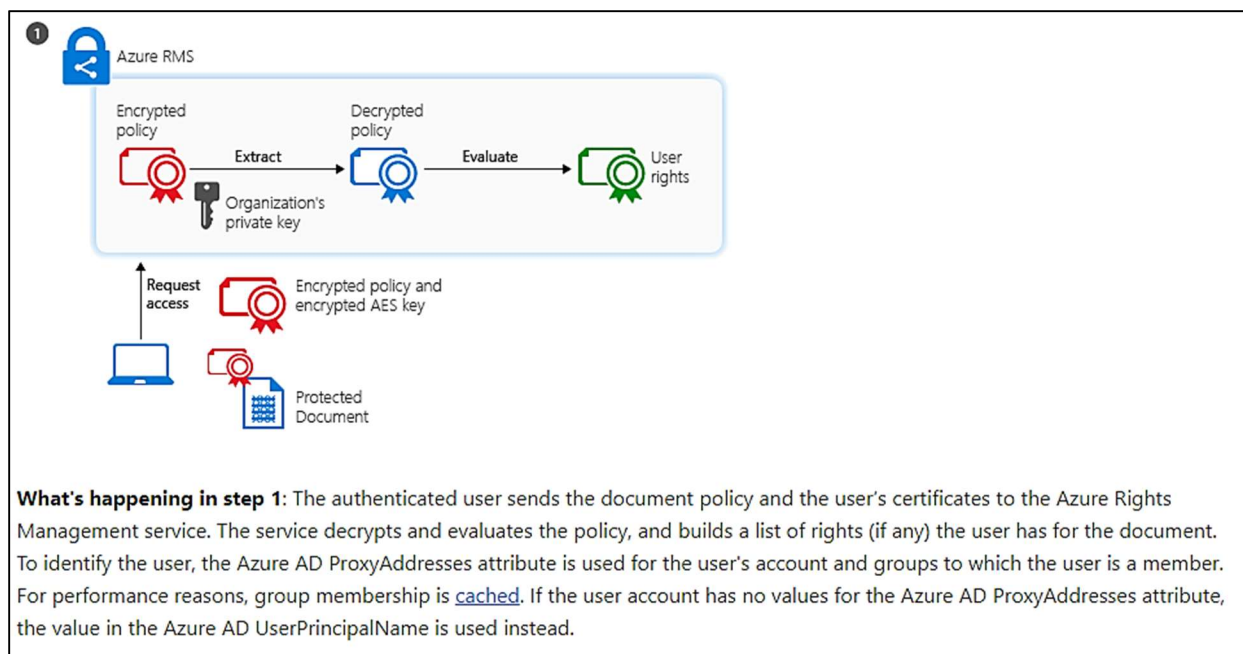 1
Azure RMS
Encrypted
policy
Decrypted
policy
Extract
Evaluate
User
rights
Organization's
private key
Request
access
Encrypted policy and
encrypted AES key
Protected
Document
What's happening in step 1: The authenticated user sends the document policy and the user's certificates to the Azure Rights
Management service. The service decrypts and evaluates the policy, and builds a list of rights (if any) the user has for the document.
To identify the user, the Azure AD ProxyAddresses attribute is used for the user's account and groups to which the user is a member.
For performance reasons, group membership is cached. If the user account has no values for the Azure AD ProxyAddresses attribute,
the value in the Azure AD UserPrincipalName is used instead.